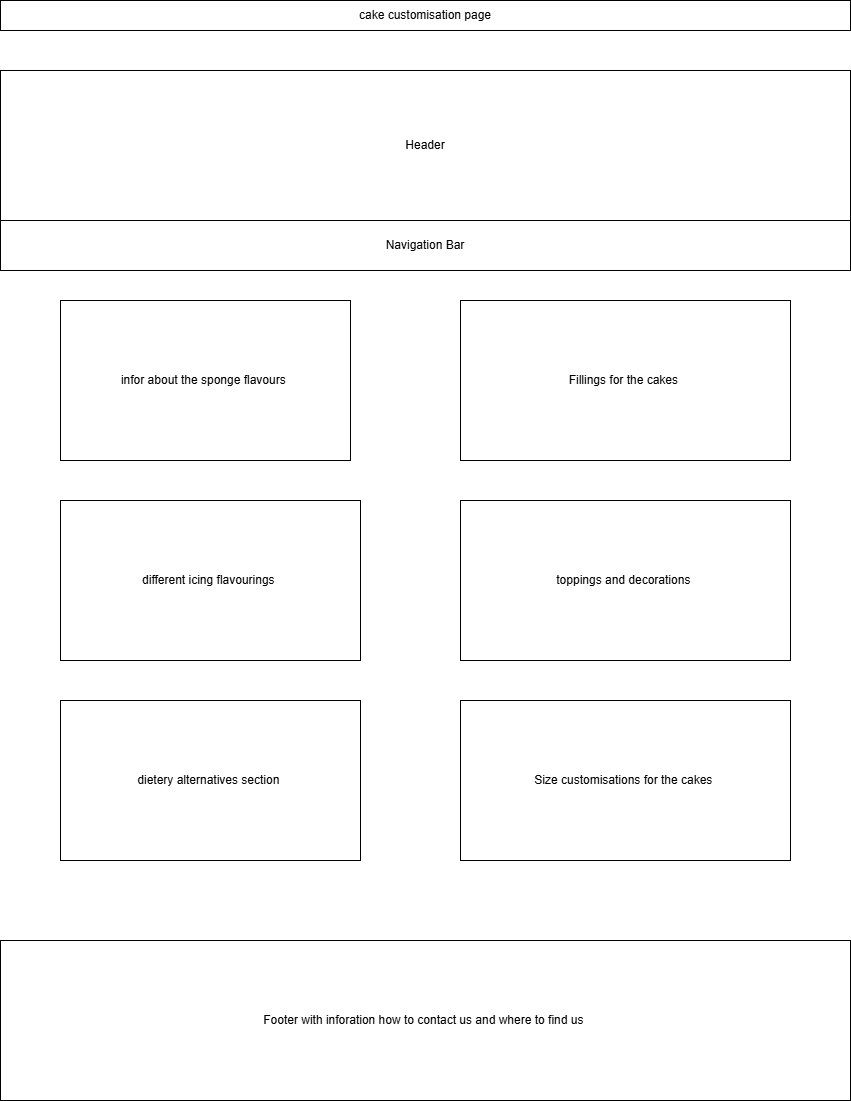 cake customisation page
Header
Navigation Bar
infor about the sponge flavours
Fillings for the cakes
different icing flavourings
toppings and decorations
dietery alternatives section
Size customisations for the cakes
Footer with inforation how to contact us and where to find us